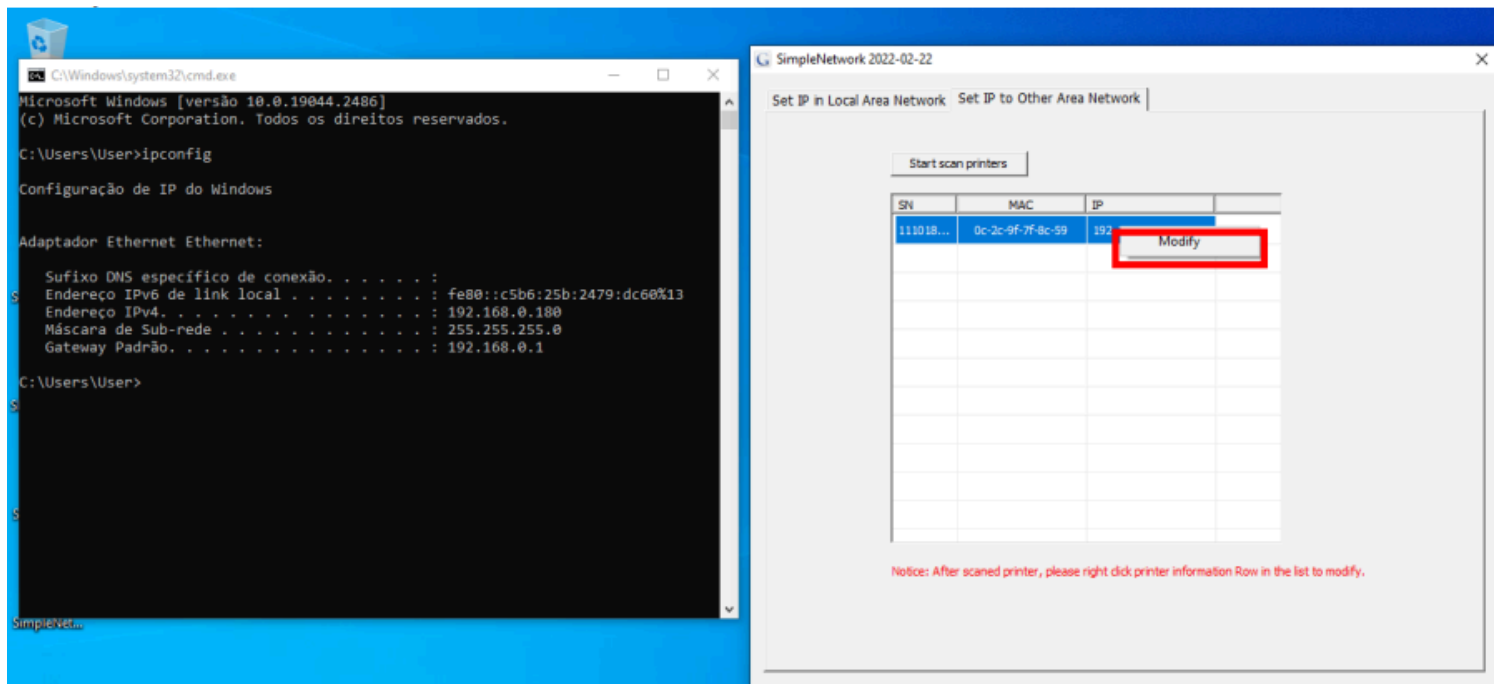 C:\Windows\system32\cmd.exe
Microsoft Windows [versão 10.0.19044.2486]
(c) Microsoft Corporation. Todos os direitos reservados.
C:\Users\User>ipconfig
Configuração de IP do Windows
Adaptador Ethernet Ethernet:
Sufixo DNS específico de conexão. . . . . . :
Endereço IPv6 de link local . . . . . . . . : fe80::c5b6:25b:2479:dc60%13
Endereço IPv4. . . . . . . . . . . . . . . : 192.168.0.180
Máscara de Sub-rede . . . . . . . . . . . . : 255.255.255.0
Gateway Padrão. . . . . . . . . . . . . . . : 192.168.0.1
C:\Users\User>
SimpleNet...
SimpleNetwork 2022-02-22
Set IP in Local Area Network Set IP to Other Area Network
Start scan printers
SN MAC IP
111018... 0c-2c-9f-7f-8c-59 192
Modify
Notice: After scaned printer, please right click printer information Row in the list to modify.